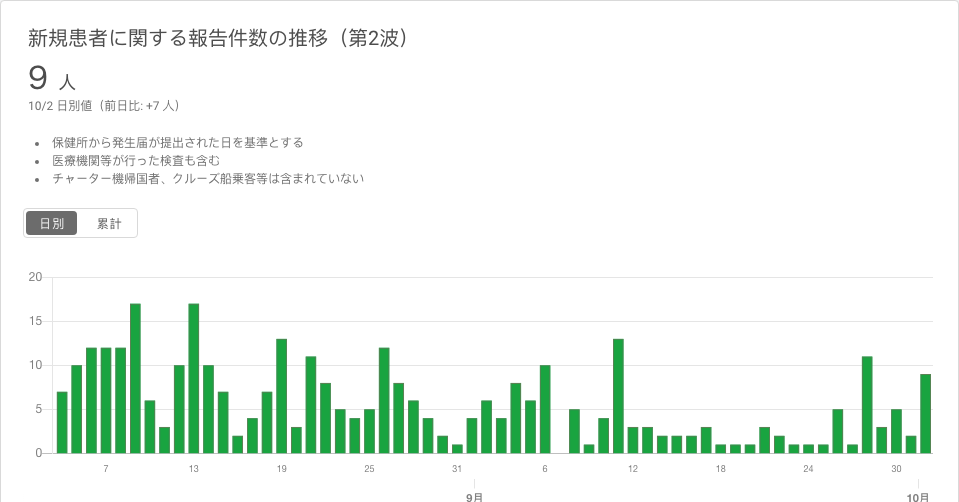 新規患者に関する報告件数の推移（第2波）
9 人
10/2 日別値（前日比: +7 人）
保健所から発生届が提出された日を基準とする
医療機関等が行った検査も含む
チャーター機帰国者、クルーズ船乗客等は含まれていない
日別 累計
20
15
10
5
0
7 13 19 25 31 6 12 18 24 30
9月 10月